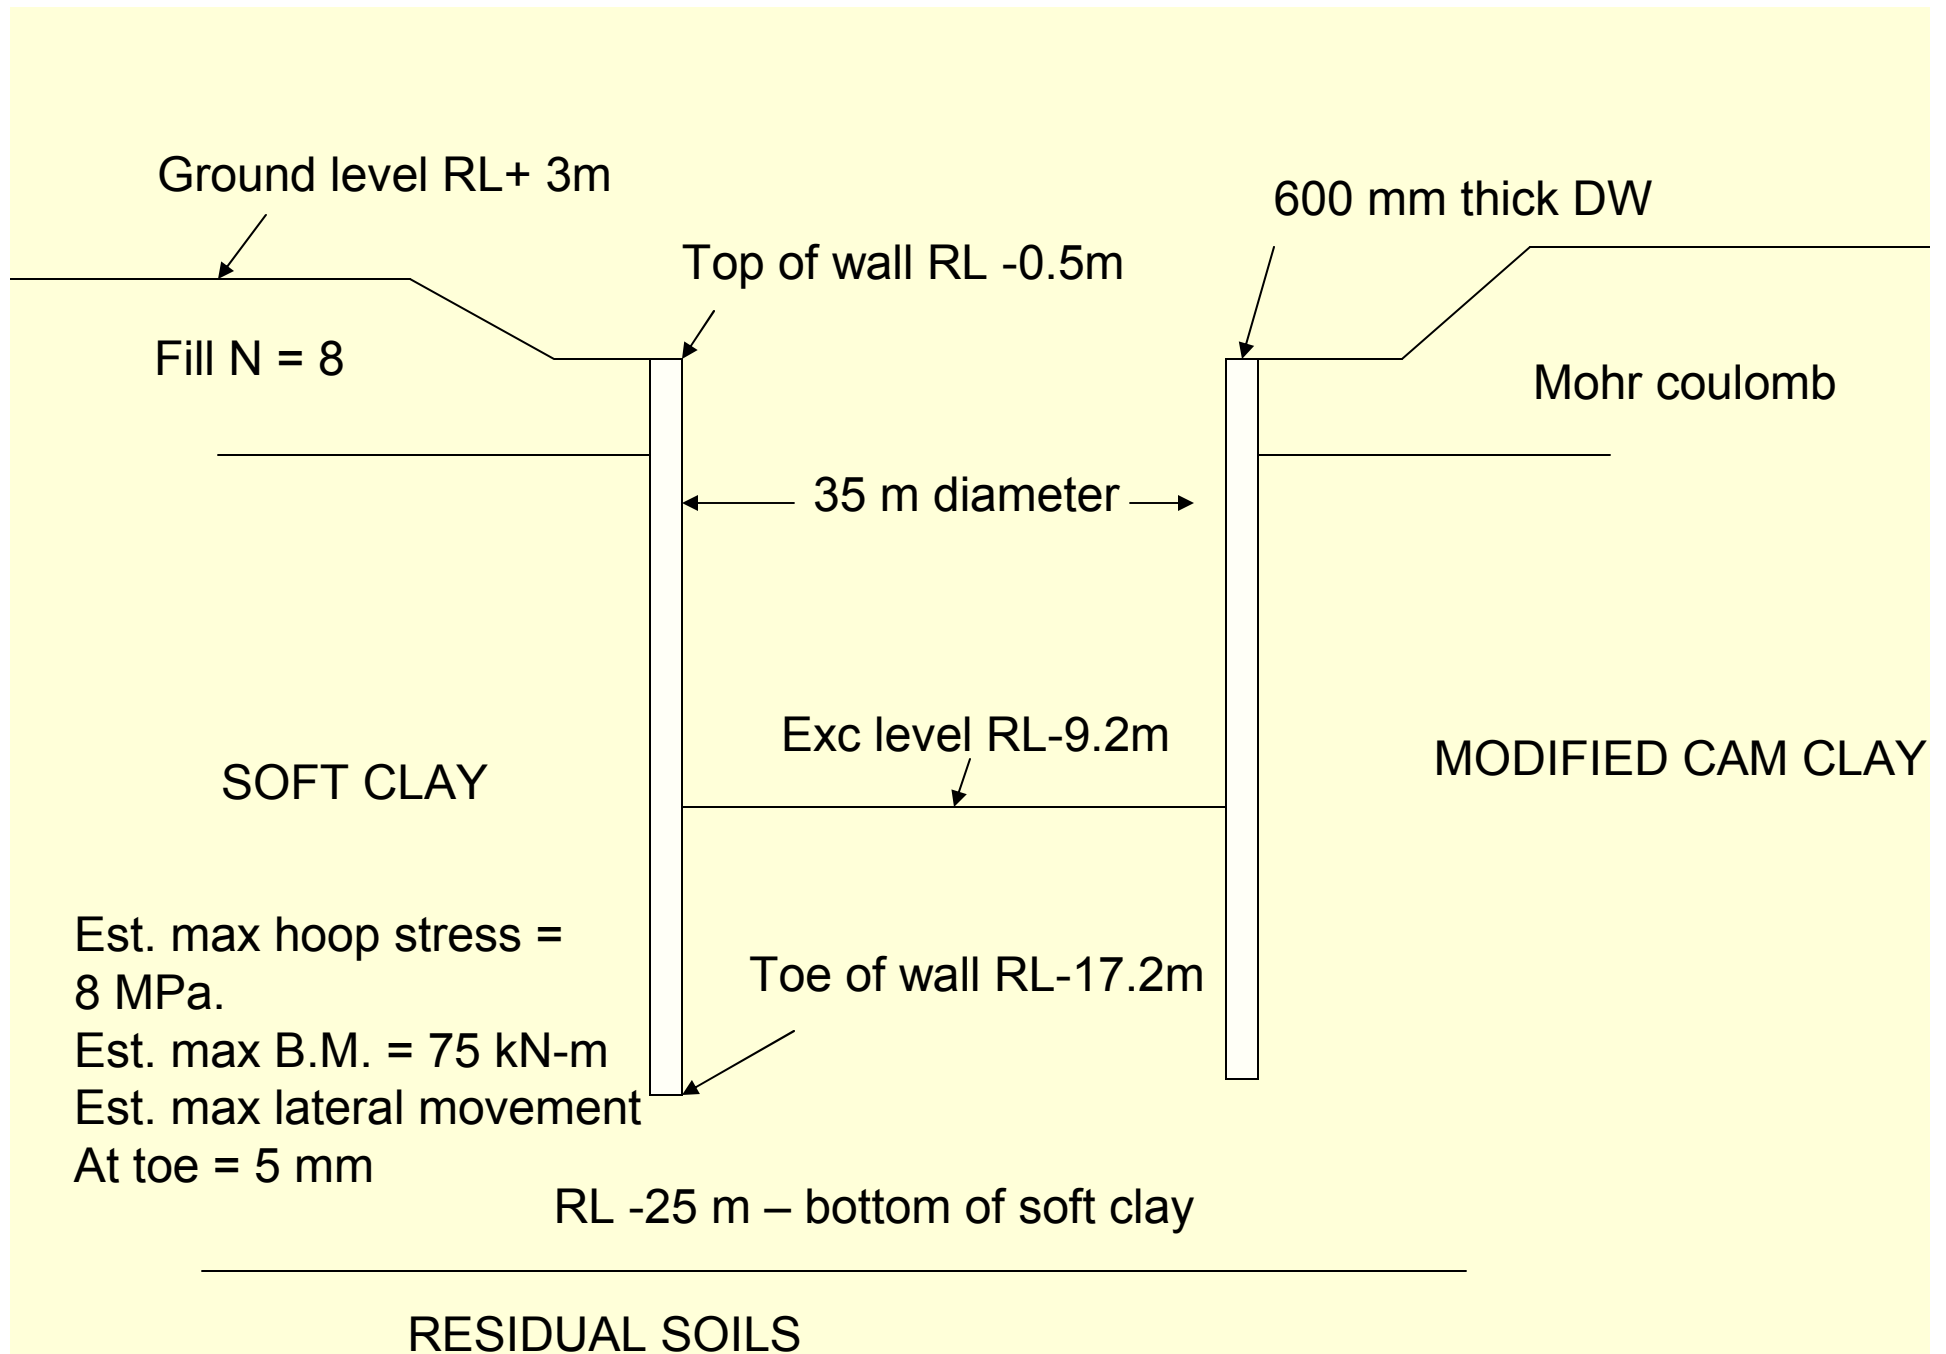 Ground level RL+ 3m
600 mm thick DW
Top of wall RL -0.5m
Fill N = 8
Mohr coulomb
35 m diameter
Exc level RL-9.2m
MODIFIED CAM CLAY
SOFT CLAY
Est. max hoop stress =
8 MPa.
Est. max B.M. = 75 kN-m
Est. max lateral movement
At toe = 5 mm
Toe of wall RL-17.2m
RL -25 m – bottom of soft clay
RESIDUAL SOILS